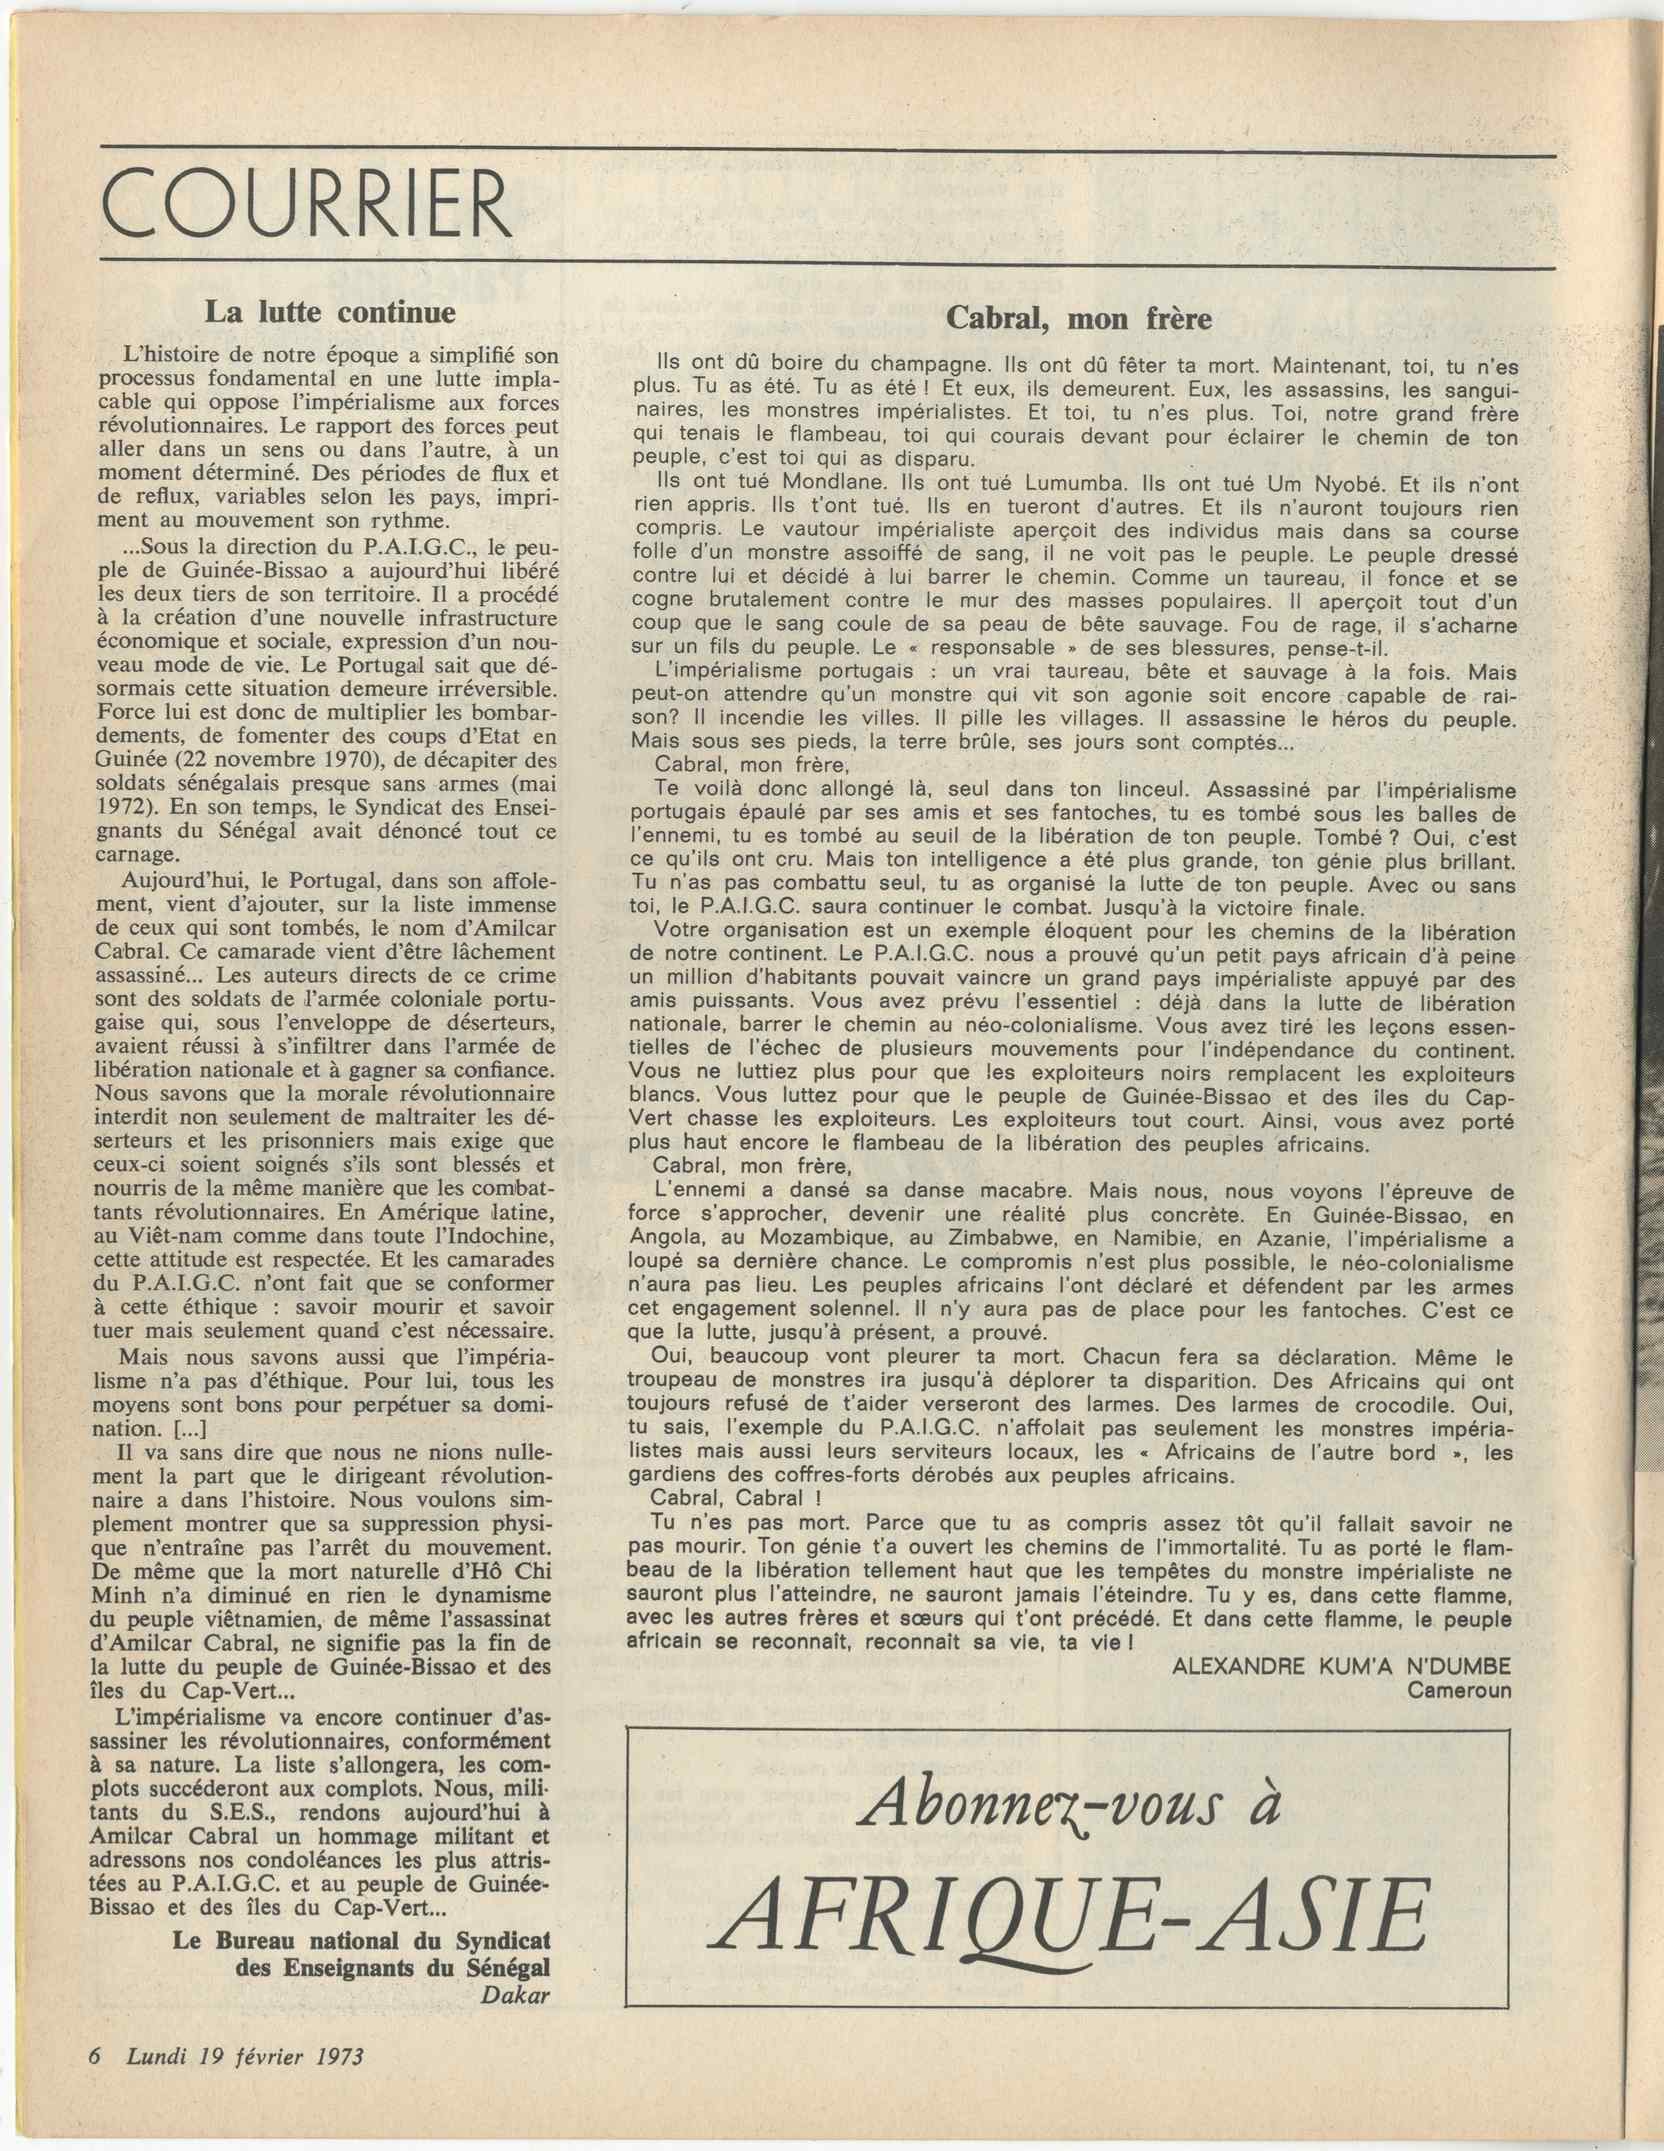 COURRIER
La lutte continue
L'histoire de notre époque a simplifié son
processus fondamental en une lutte impla-
cable qui oppose l'impérialisme aux forces
révolutionnaires. Le rapport des forces peut
aller dans un sens ou dans l'autre, à un
moment déterminé. Des périodes de flux et
de reflux, variables selon les pays, impri-
ment au mouvement son rythme.
...Sous la direction du P.A.I.G.C., le peu-
ple de Guinée-Bissao a aujourd'hui libéré
les deux tiers de son territoire. Il a procédé
à la création d'une nouvelle infrastructure
économique et sociale, expression d'un nou-
veau mode de vie. Le Portugal sait que dé-
sormais cette situation demeure irréversible.
Force lui est donc de multiplier les bombar-
dements, de fomenter des coups d'Etat en
Guinée (22 novembre 1970), de décapiter des
soldats sénégalais presque sans armes (mai
1972). En son temps, le Syndicat des Ensei-
gnants du Sénégal avait dénoncé tout ce
carnage.
Aujourd'hui, le Portugal, dans son affole-
ment, vient d'ajouter, sur la liste immense
de ceux qui sont tombés, le nom d'Amilcar
Cabral. Ce camarade vient d'être lâchement
assassiné... Les auteurs directs de ce crime
sont des soldats de l'armée coloniale portu-
gaise qui, sous l'enveloppe de déserteurs,
avaient réussi à s'infiltrer dans l'armée de
libération nationale et à gagner sa confiance.
Nous savons que la morale révolutionnaire
interdit non seulement de maltraiter les dé-
serteurs et les prisonniers mais exige que
ceux-ci soient soignés s'ils sont blessés et
nourris de la même manière que les combat-
tants révolutionnaires. En Amérique latine,
au Viêt-nam comme dans toute l'Indochine,
cette attitude est respectée. Et les camarades
du P.A.I.G.C. n'ont fait que se conformer
à cette éthique : savoir mourir et savoir
tuer mais seulement quand c'est nécessaire.
Mais nous savons aussi que l'impéria-
lisme n'a pas d'éthique. Pour lui, tous les
moyens sont bons pour perpétuer sa domi-
nation. [...]
Il va sans dire que nous ne nions nulle-
ment la part que le dirigeant révolution-
naire a dans l'histoire. Nous voulons sim-
plement montrer que sa suppression physi-
que n'entraîne pas l'arrêt du mouvement.
De même que la mort naturelle d'Hô Chi
Minh n'a diminué en rien le dynamisme
du peuple viêtnamien, de même l'assassinat
d'Amilcar Cabral, ne signifie pas la fin de
la lutte du peuple de Guinée-Bissao et des
îles du Cap-Vert...
L'impérialisme va encore continuer d'as-
sassiner les révolutionnaires, conformément
à sa nature. La liste s'allongera, les com-
plots succéderont aux complots. Nous, mili-
tants du S.E.S., rendons aujourd'hui à
Amilcar Cabral un hommage militant et
adressons nos condoléances les plus attris-
tées au P.A.I.G.C. et au peuple de Guinée-
Bissao et des îles du Cap-Vert...
Le Bureau national du Syndicat
des Enseignants du Sénégal
Dakar
Cabral, mon frère
Ils ont dû boire du champagne. Ils ont dû fêter ta mort. Maintenant, toi, tu n'es
plus. Tu as été. Tu as été ! Et eux, ils demeurent. Eux, les assassins, les sangui-
naires, les monstres impérialistes. Et toi, tu n'es plus. Toi, notre grand frère
qui tenais le flambeau, toi qui courais devant pour éclairer le chemin de ton
peuple, c'est toi qui as disparu.
Ils ont tué Mondlane. Ils ont tué Lumumba. Ils ont tué Um Nyobé. Et ils n'ont
rien appris. Ils t'ont tué. Ils en tueront d'autres. Et ils n'auront toujours rien
compris. Le vautour impérialiste aperçoit des individus mais dans sa course
folle d'un monstre assoiffé de sang, il ne voit pas le peuple. Le peuple dressé
contre lui et décidé à lui barrer le chemin. Comme un taureau, il fonce et se
cogne brutalement contre le mur des masses populaires. Il aperçoit tout d'un
coup que le sang coule de sa peau de bête sauvage. Fou de rage, il s'acharne
sur un fils du peuple. Le « responsable » de ses blessures, pense-t-il.
L'impérialisme portugais : un vrai taureau, bête et sauvage à la fois. Mais
peut-on attendre qu'un monstre qui vit son agonie soit encore capable de rai-
son? Il incendie les villes. Il pille les villages. Il assassine le héros du peuple.
Mais sous ses pieds, la terre brûle, ses jours sont comptés...
Cabral, mon frère,
Te voilà donc allongé là, seul dans ton linceul. Assassiné par l'impérialisme
portugais épaulé par ses amis et ses fantoches, tu es tombé sous les balles de
l'ennemi, tu es tombé au seuil de la libération de ton peuple. Tombé ? Oui, c'est
ce qu'ils ont cru. Mais ton intelligence a été plus grande, ton génie plus brillant.
Tu n'as pas combattu seul, tu as organisé la lutte de ton peuple. Avec ou sans
toi, le P.A.I.G.C. saura continuer le combat. Jusqu'à la victoire finale.
Votre organisation est un exemple éloquent pour les chemins de la libération
de notre continent. Le P.A.I.G.C. nous a prouvé qu'un petit pays africain d'à peine
un million d'habitants pouvait vaincre un grand pays impérialiste appuyé par des
amis puissants. Vous avez prévu l'essentiel : déjà dans la lutte de libération
nationale, barrer le chemin au néo-colonialisme. Vous avez tiré les leçons essen-
tielles de l'échec de plusieurs mouvements pour l'indépendance du continent.
Vous ne luttiez plus pour que les exploiteurs noirs remplacent les exploiteurs
blancs. Vous luttez pour que le peuple de Guinée-Bissao et des îles du Cap-
Vert chasse les exploiteurs. Les exploiteurs tout court. Ainsi, vous avez porté
plus haut encore le flambeau de la libération des peuples africains.
Cabral, mon frère,
L'ennemi a dansé sa danse macabre. Mais nous, nous voyons l'épreuve de
force s'approcher, devenir une réalité plus concrète. En Guinée-Bissao, en
Angola, au Mozambique, au Zimbabwe, en Namibie, en Azanie, l'impérialisme a
loupé sa dernière chance. Le compromis n'est plus possible, le néo-colonialisme
n'aura pas lieu. Les peuples africains l'ont déclaré et défendent par les armes
cet engagement solennel. Il n'y aura pas de place pour les fantoches. C'est ce
que la lutte, jusqu'à présent, a prouvé.
Oui, beaucoup vont pleurer ta mort. Chacun fera sa déclaration. Même le
troupeau de monstres ira jusqu'à déplorer ta disparition. Des Africains qui ont
toujours refusé de t'aider verseront des larmes. Des larmes de crocodile. Oui,
tu sais, l'exemple du P.A.I.G.C. n'affolait pas seulement les monstres impéria-
listes mais aussi leurs serviteurs locaux, les « Africains de l'autre bord », les
gardiens des coffres-forts dérobés aux peuples africains.
Cabral, Cabral !
Tu n'es pas mort. Parce que tu as compris assez tôt qu'il fallait savoir ne
pas mourir. Ton génie t'a ouvert les chemins de l'immortalité. Tu as porté le flam-
beau de la libération tellement haut que les tempêtes du monstre impérialiste ne
sauront plus l'atteindre, ne sauront jamais l'éteindre. Tu y es, dans cette flamme,
avec les autres frères et sœurs qui t'ont précédé. Et dans cette flamme, le peuple
africain se reconnaît, reconnaît sa vie, ta vie !
ALEXANDRE KUM'A N'DUMBE
Cameroun
Abonnez-vous à
AFRIQUE-ASIE
6 Lundi 19 février 1973